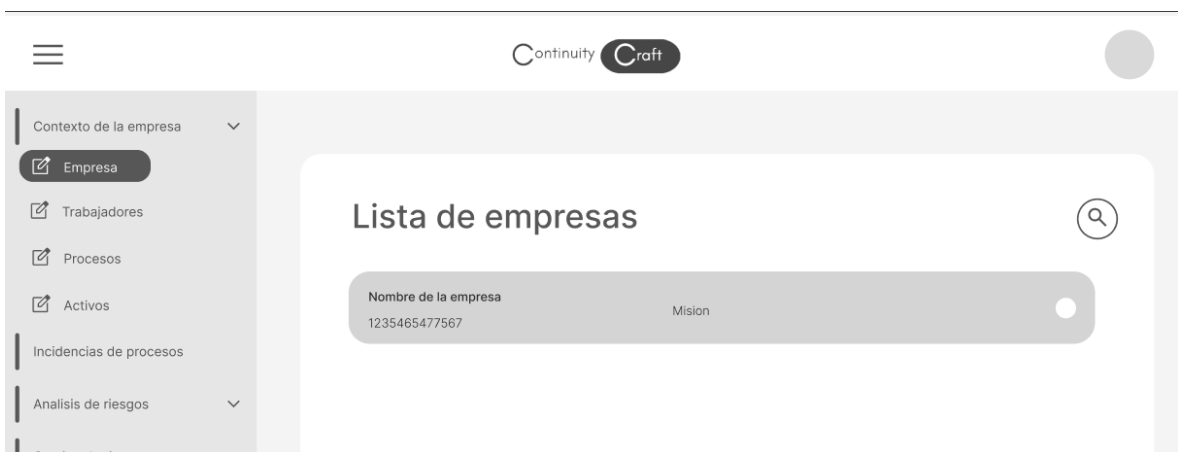 Continuity Craft
Contexto de la empresa
Empresa
Trabajadores
Procesos
Activos
Incidencias de procesos
Analisis de riesgos
Lista de empresas
Nombre de la empresa
1235465477567
Mision